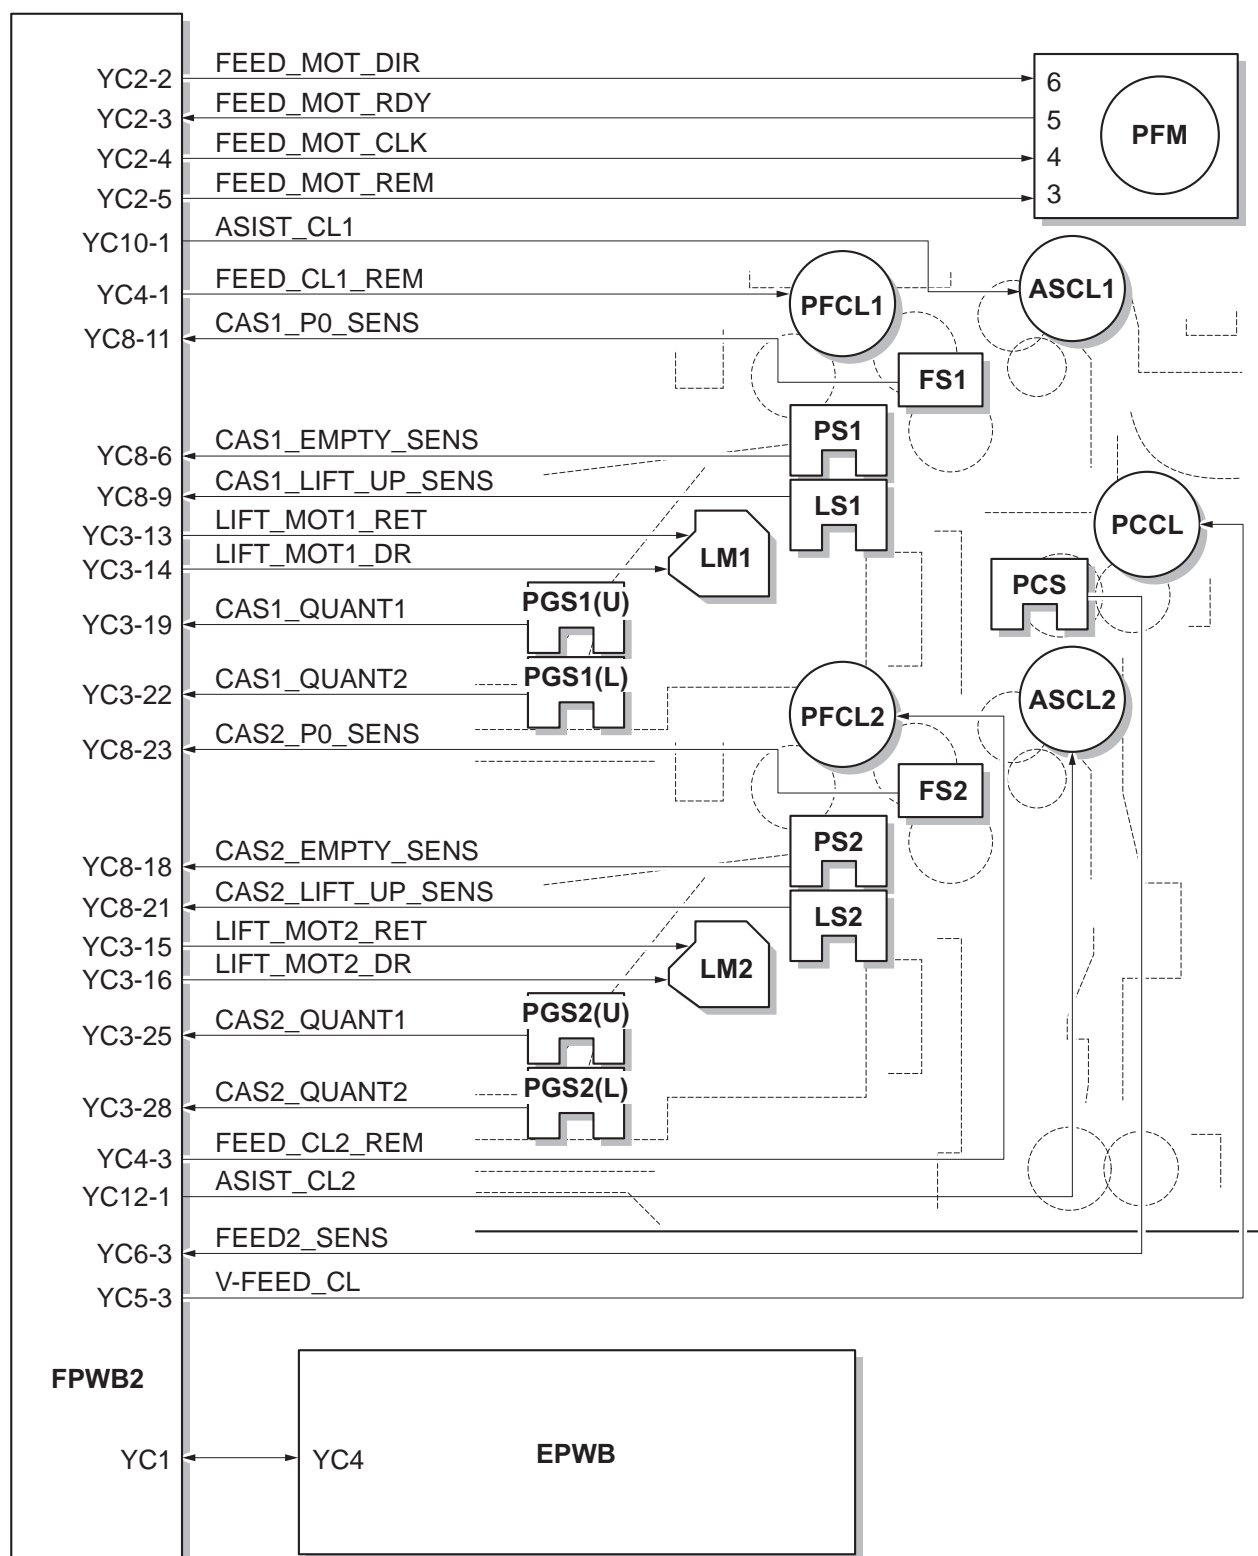 YC2-2 FEED_MOT_DIR 6
YC2-3 FEED_MOT_RDY 5
PFM
YC2-4 FEED_MOT_CLK 4
YC2-5 FEED_MOT_REM 3
YC10-1 ASIST_CL1
ASCL1
YC4-1 FEED_CL1_REM
PFCL1
YC8-11 CAS1_P0_SENS
FS1
PS1
YC8-6 CAS1_EMPTY_SENS
YC8-9 CAS1_LIFT_UP_SENS
LS1
PCCL
YC3-13 LIFT_MOT1_RET
YC3-14 LIFT_MOT1_DR
LM1
PCS
YC3-19 CAS1_QUANT1
PGS1(U)
YC3-22 CAS1_QUANT2
PGS1(L)
ASCL2
PFCL2
YC8-23 CAS2_P0_SENS
FS2
PS2
YC8-18 CAS2_EMPTY_SENS
YC8-21 CAS2_LIFT_UP_SENS
LS2
YC3-15 LIFT_MOT2_RET
YC3-16 LIFT_MOT2_DR
LM2
PGS2(U)
YC3-25 CAS2_QUANT1
PGS2(L)
YC3-28 CAS2_QUANT2
YC4-3 FEED_CL2_REM
YC12-1 ASIST_CL2
YC6-3 FEED2_SENS
YC5-3 V-FEED_CL
FPWB2
YC1 YC4 EPWB